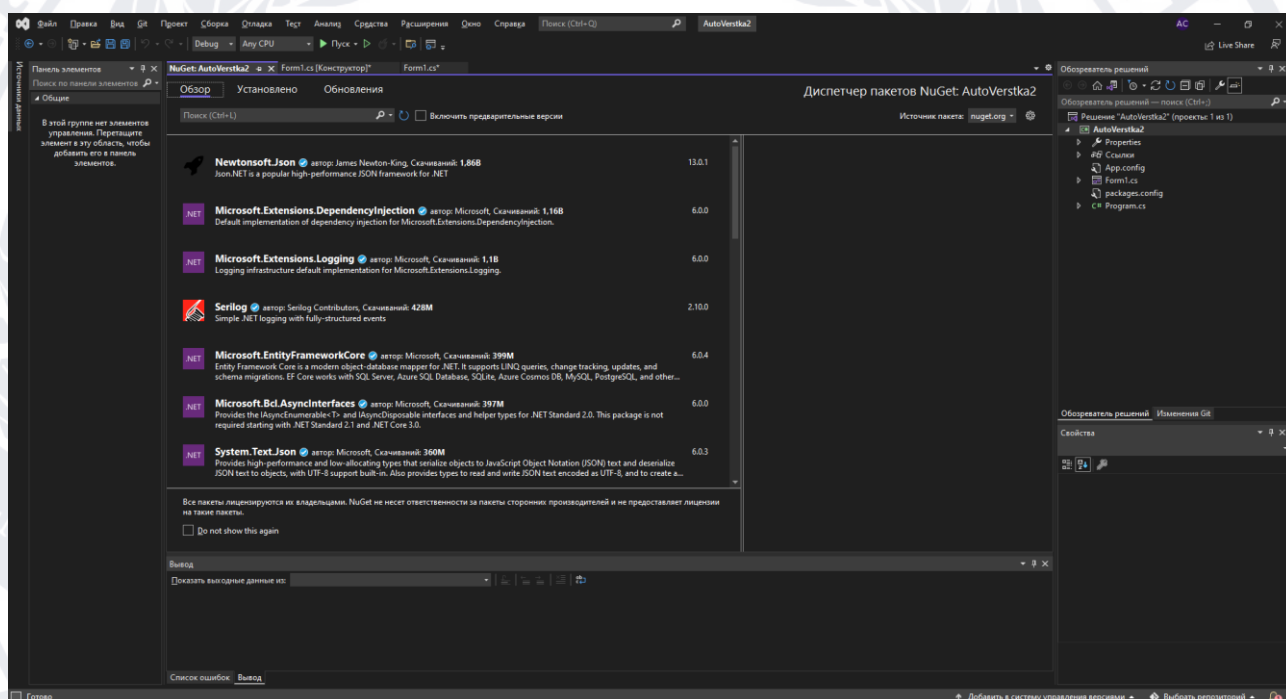 Файл Правка Вид Git Проект Сборка Отладка Тест Анализ Средства Расширения Окно Справка Поиск (Ctrl+Q) AutoVerstka2 AC
Debug Any CPU Пуск Live Share
Источники данных
Панель элементов
Поиск по панели элементов
Общие
В этой группе нет элементов
управления. Перетащите
элемент в эту область, чтобы
добавить его в панель
элементов.
NuGet: AutoVerstka2 Form1.cs [Конструктор]* Form1.cs*
Обзор Установлено Обновления Диспетчер пакетов NuGet: AutoVerstka2
Поиск (Ctrl+L) Включить предварительные версии Источник пакета: nuget.org
Newtonsoft.Json автор: James Newton-King, Скачиваний: 1,86B 13.0.1
Json.NET is a popular high-performance JSON framework for .NET
.NET Microsoft.Extensions.DependencyInjection автор: Microsoft, Скачиваний: 1,16B 6.0.0
Default implementation of dependency injection for Microsoft.Extensions.DependencyInjection.
.NET Microsoft.Extensions.Logging автор: Microsoft, Скачиваний: 1,1B 6.0.0
Logging infrastructure default implementation for Microsoft.Extensions.Logging.
Serilog автор: Serilog Contributors, Скачиваний: 428M 2.10.0
Simple .NET logging with fully-structured events
.NET Microsoft.EntityFrameworkCore автор: Microsoft, Скачиваний: 399M 6.0.4
Entity Framework Core is a modern object-database mapper for .NET. It supports LINQ queries, change tracking, updates, and
schema migrations. EF Core works with SQL Server, Azure SQL Database, SQLite, Azure Cosmos DB, MySQL, PostgreSQL, and other...
.NET Microsoft.Bcl.AsyncInterfaces автор: Microsoft, Скачиваний: 397M 6.0.0
Provides the IAsyncEnumerable<T> and IAsyncDisposable interfaces and helper types for .NET Standard 2.0. This package is not
required starting with .NET Standard 2.1 and .NET Core 3.0.
.NET System.Text.Json автор: Microsoft, Скачиваний: 360M 6.0.3
Provides high-performance and low-allocating types that serialize objects to JavaScript Object Notation (JSON) text and deserialize
JSON text to objects, with UTF-8 support built-in. Also provides types to read and write JSON text encoded as UTF-8, and to create a...
Все пакеты лицензируются их владельцами. NuGet не несет ответственности за пакеты сторонних производителей и не предоставляет лицензии
на такие пакеты.
Do not show this again
Вывод
Показать выходные данные из:
Список ошибок Вывод
Обозреватель решений
Обозреватель решений — поиск (Ctrl+;)
Решение "AutoVerstka2" (проекты: 1 из 1)
AutoVerstka2
Properties
Ссылки
App.config
Form1.cs
packages.config
C# Program.cs
Обозреватель решений Изменения Git
Свойства
Готово Добавить в систему управления версиями Выбрать репозиторий